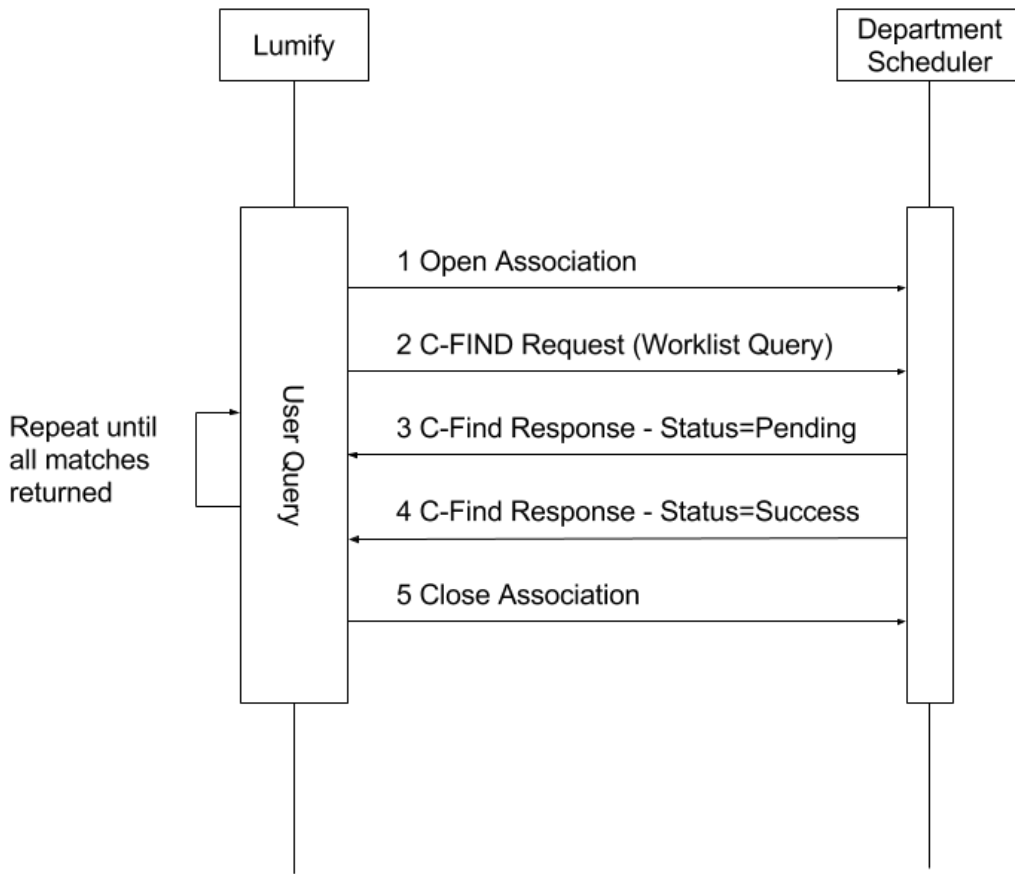 Lumify
Department
Scheduler
1 Open Association
2 C-FIND Request (Worklist Query)
User Query
Repeat until
all matches
returned
3 C-Find Response - Status=Pending
4 C-Find Response - Status=Success
5 Close Association